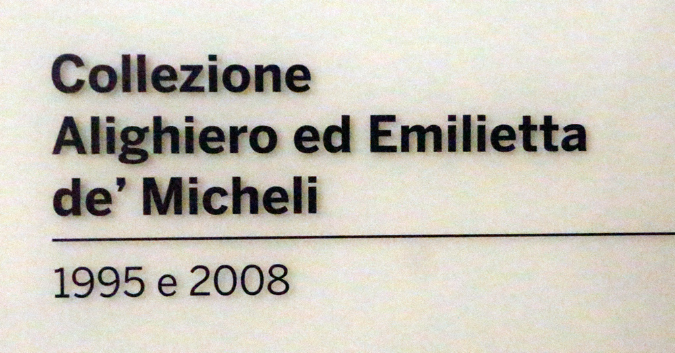 Collezione
Alighiero ed Emilietta
de’ Micheli
1995 e 2008